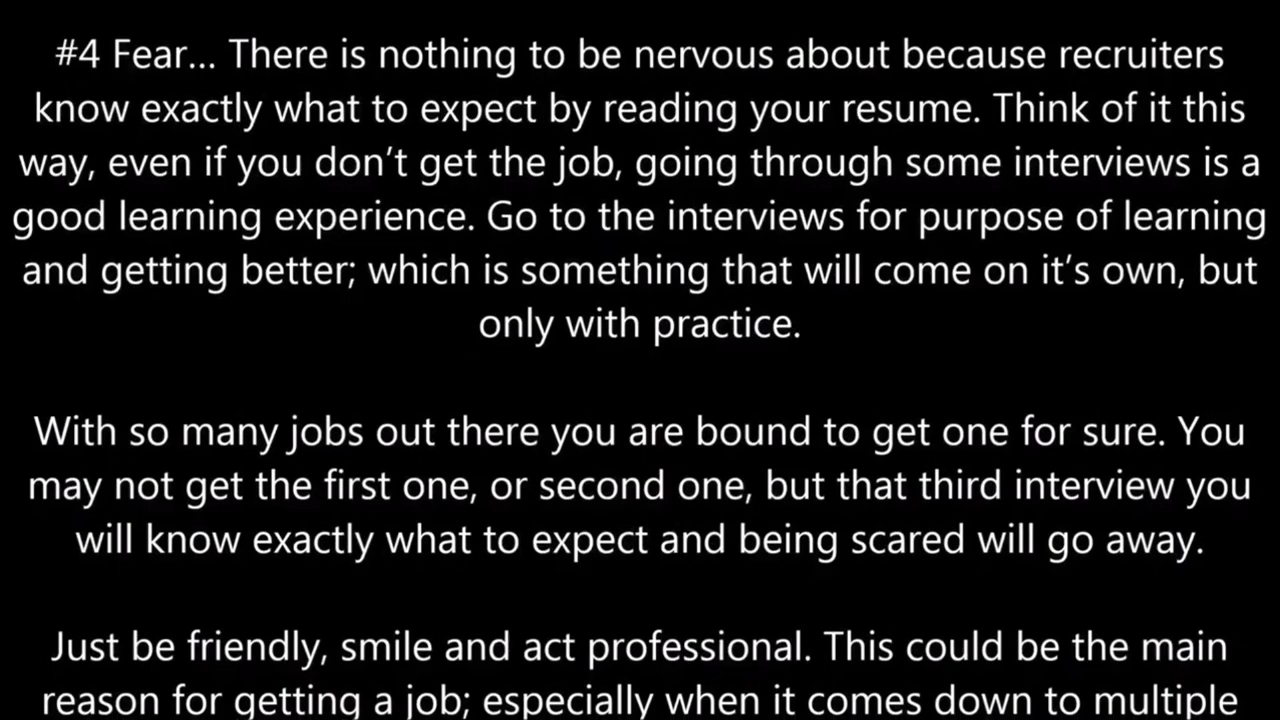 #4 Fear... There is nothing to be nervous about because recruiters
know exactly what to expect by reading your resume. Think of it this
way, even if you don’t get the job, going through some interviews is a
good learning experience. Go to the interviews for purpose of learning
and getting better; which is something that will come on it’s own, but
only with practice.
With so many jobs out there you are bound to get one for sure. You
may not get the first one, or second one, but that third interview you
will know exactly what to expect and being scared will go away.
Just be friendly, smile and act professional. This could be the main
reason for getting a job; especially when it comes down to multiple